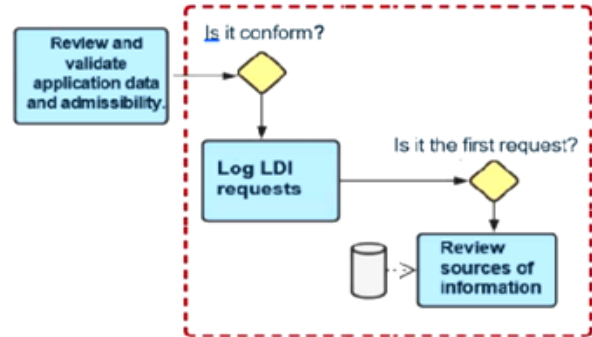 Review and
validate
application data
and admissibility.
Is it conform?
Log LDI
requests
Is it the first request?
Review
sources of
information